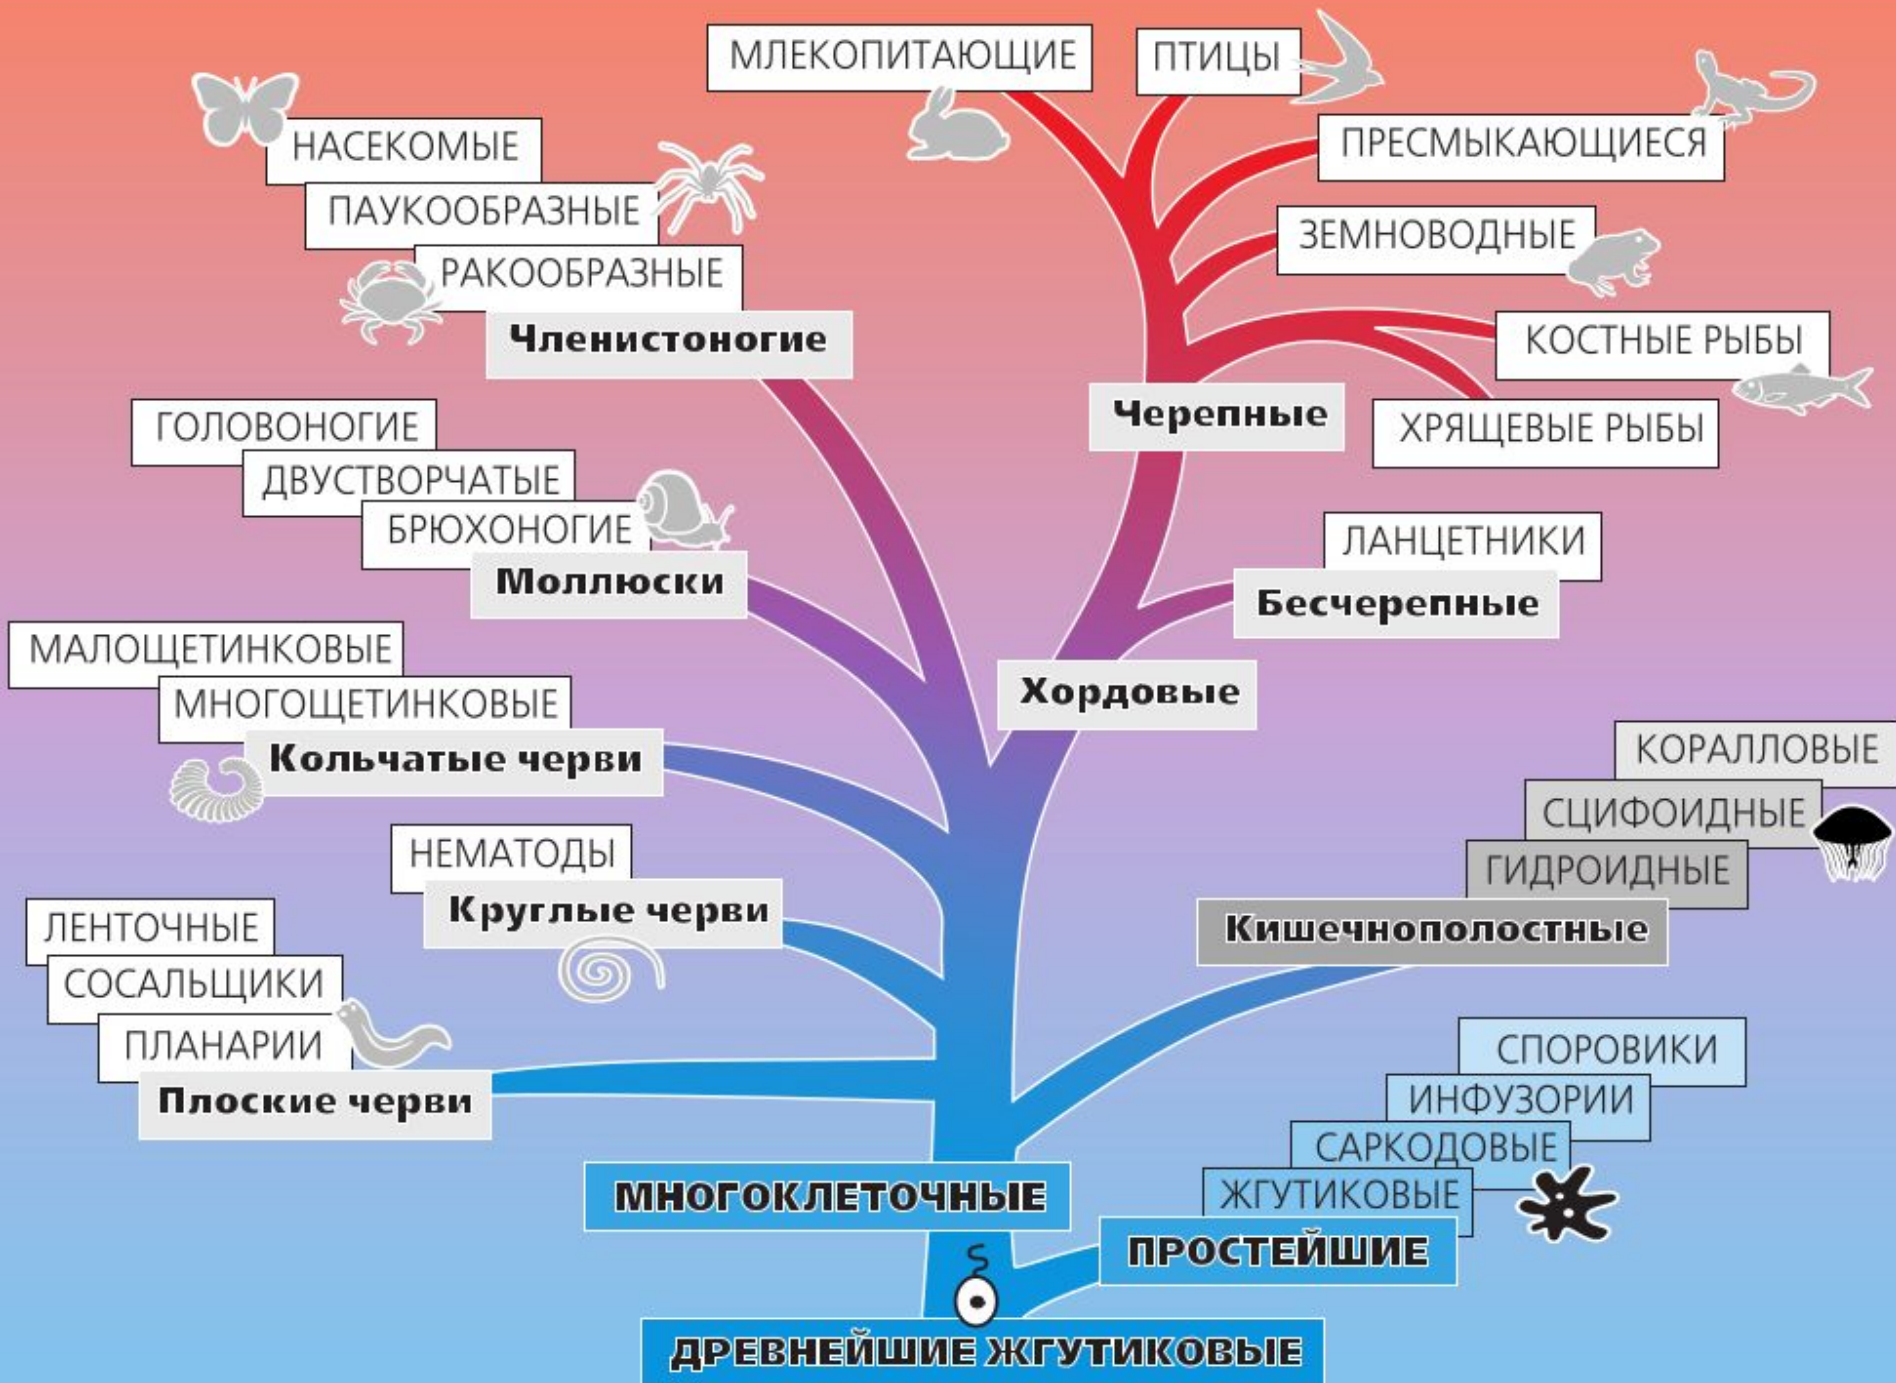 МЛЕКОПИТАЮЩИЕ
ПТИЦЫ
ПРЕСМЫКАЮЩИЕСЯ
ЗЕМНОВОДНЫЕ
КОСТНЫЕ РЫБЫ
ХРЯЩЕВЫЕ РЫБЫ
Черепные
ЛАНЦЕТНИКИ
Бесчерепные
Хордовые
НАСЕКОМЫЕ
ПАУКООБРАЗНЫЕ
РАКООБРАЗНЫЕ
Членистоногие
ГОЛОВОНОГИЕ
ДВУСТВОРЧАТЫЕ
БРЮХОНОГИЕ
Моллюски
МАЛОЩЕТИНКОВЫЕ
МНОГОЩЕТИНКОВЫЕ
Кольчатые черви
НЕМАТОДЫ
Круглые черви
ЛЕНТОЧНЫЕ
СОСАЛЬЩИКИ
ПЛАНАРИИ
Плоские черви
КОРАЛЛОВЫЕ
СЦИФОИДНЫЕ
ГИДРОИДНЫЕ
Кишечнополостные
СПОРОВИКИ
ИНФУЗОРИИ
САРКОДОВЫЕ
ЖГУТИКОВЫЕ
ПРОСТЕЙШИЕ
МНОГОКЛЕТОЧНЫЕ
ДРЕВНЕЙШИЕ ЖГУТИКОВЫЕ